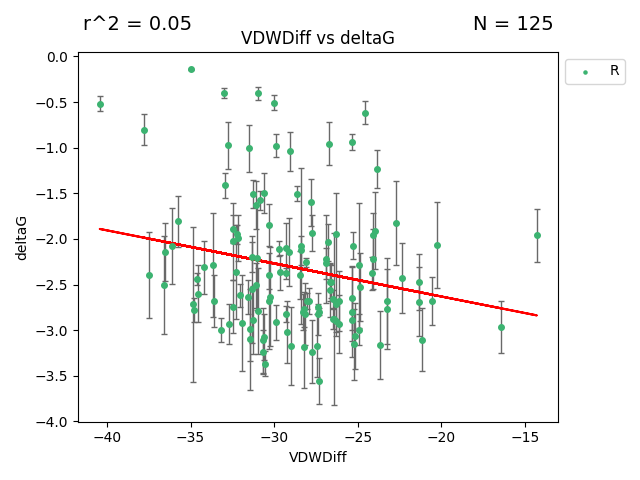 r^2 = 0.05
N = 125
VDWDiff vs deltaG
R
0.0
−0.5
−1.0
−1.5
−2.0
−2.5
−3.0
−3.5
−4.0
deltaG
−40
−35
−30
−25
−20
−15
VDWDiff